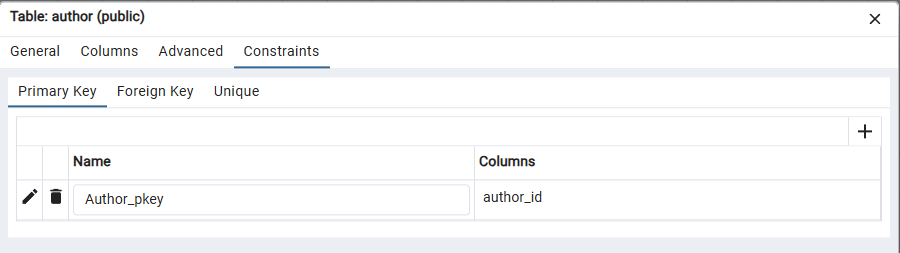 Table: author (public)
General Columns Advanced Constraints
Primary Key Foreign Key Unique
Name Columns
Author_pkey author_id